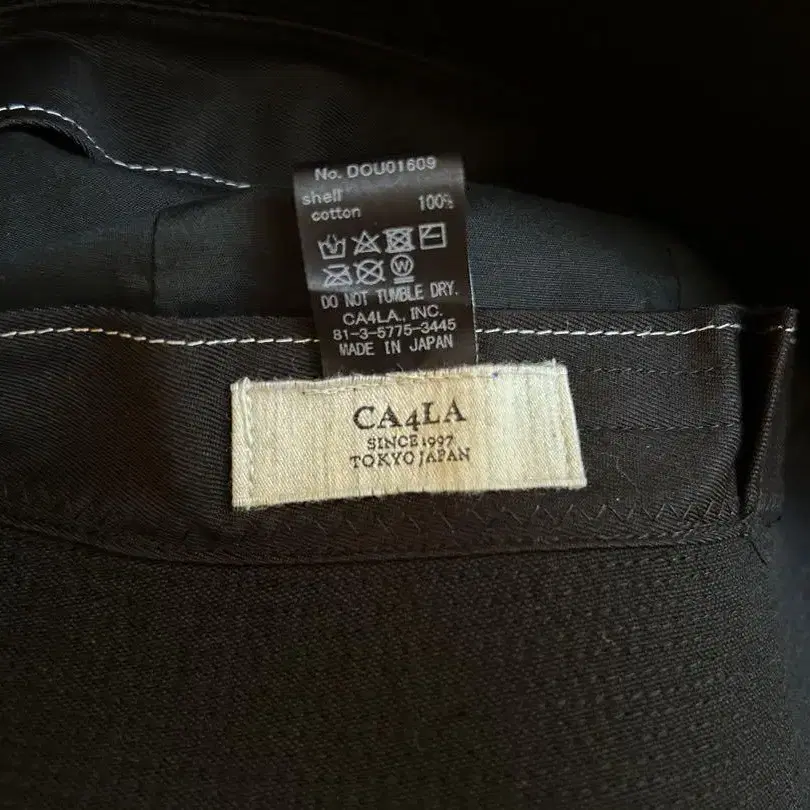 No. DOU01609
shell
cotton 100%
DO NOT TUMBLE DRY.
CA4LA, INC.
81-3-5775-3445
MADE IN JAPAN
CA4LA
SINCE 1997
TOKYO JAPAN